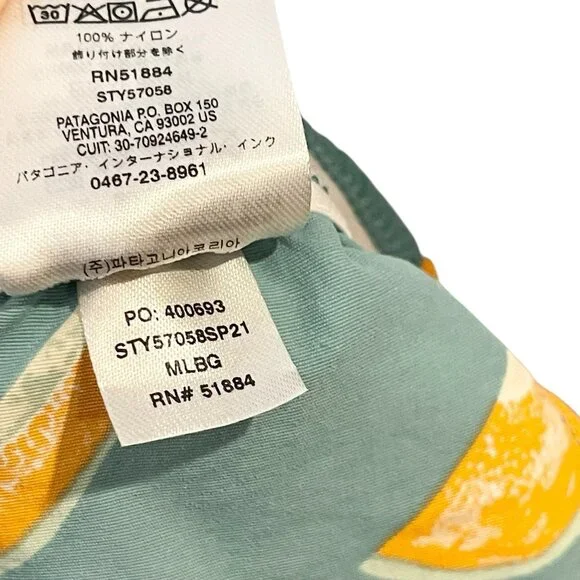 30
100% ナイロン
飾り付け部分を除く
RN51884
STY57058
PATAGONIA P.O. BOX 150
VENTURA, CA 93002 US
CUIT: 30-70924649-2
パタゴニア・インターナショナル・インク
0467-23-8961
(주)파타고니아코리아
PO: 400693
STY57058SP21
MLBG
RN# 51884